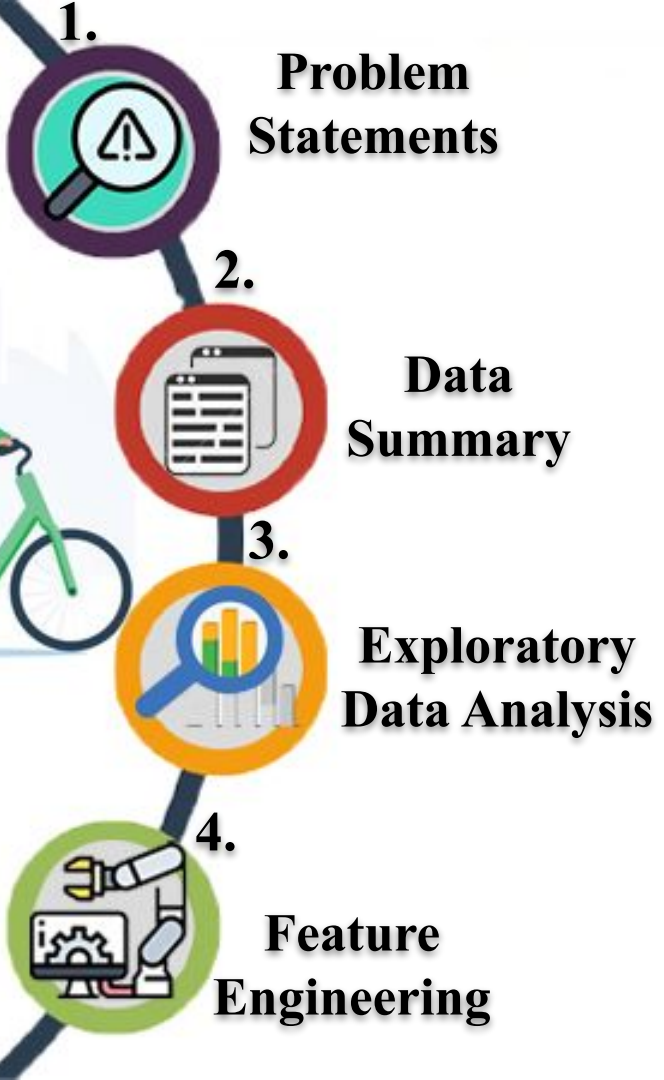 1.
Problem
Statements
2.
Data
Summary
3.
Exploratory
Data Analysis
4.
Feature
Engineering